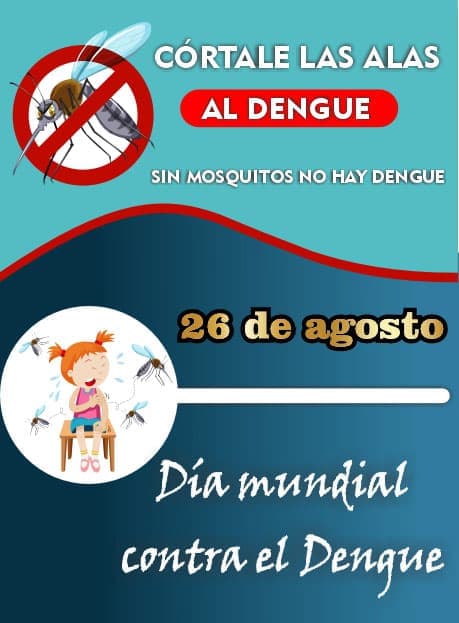 CÓRTALE LAS ALAS
AL DENGUE
SIN MOSQUITOS NO HAY DENGUE
26 de agosto
Día mundial
contra el Dengue